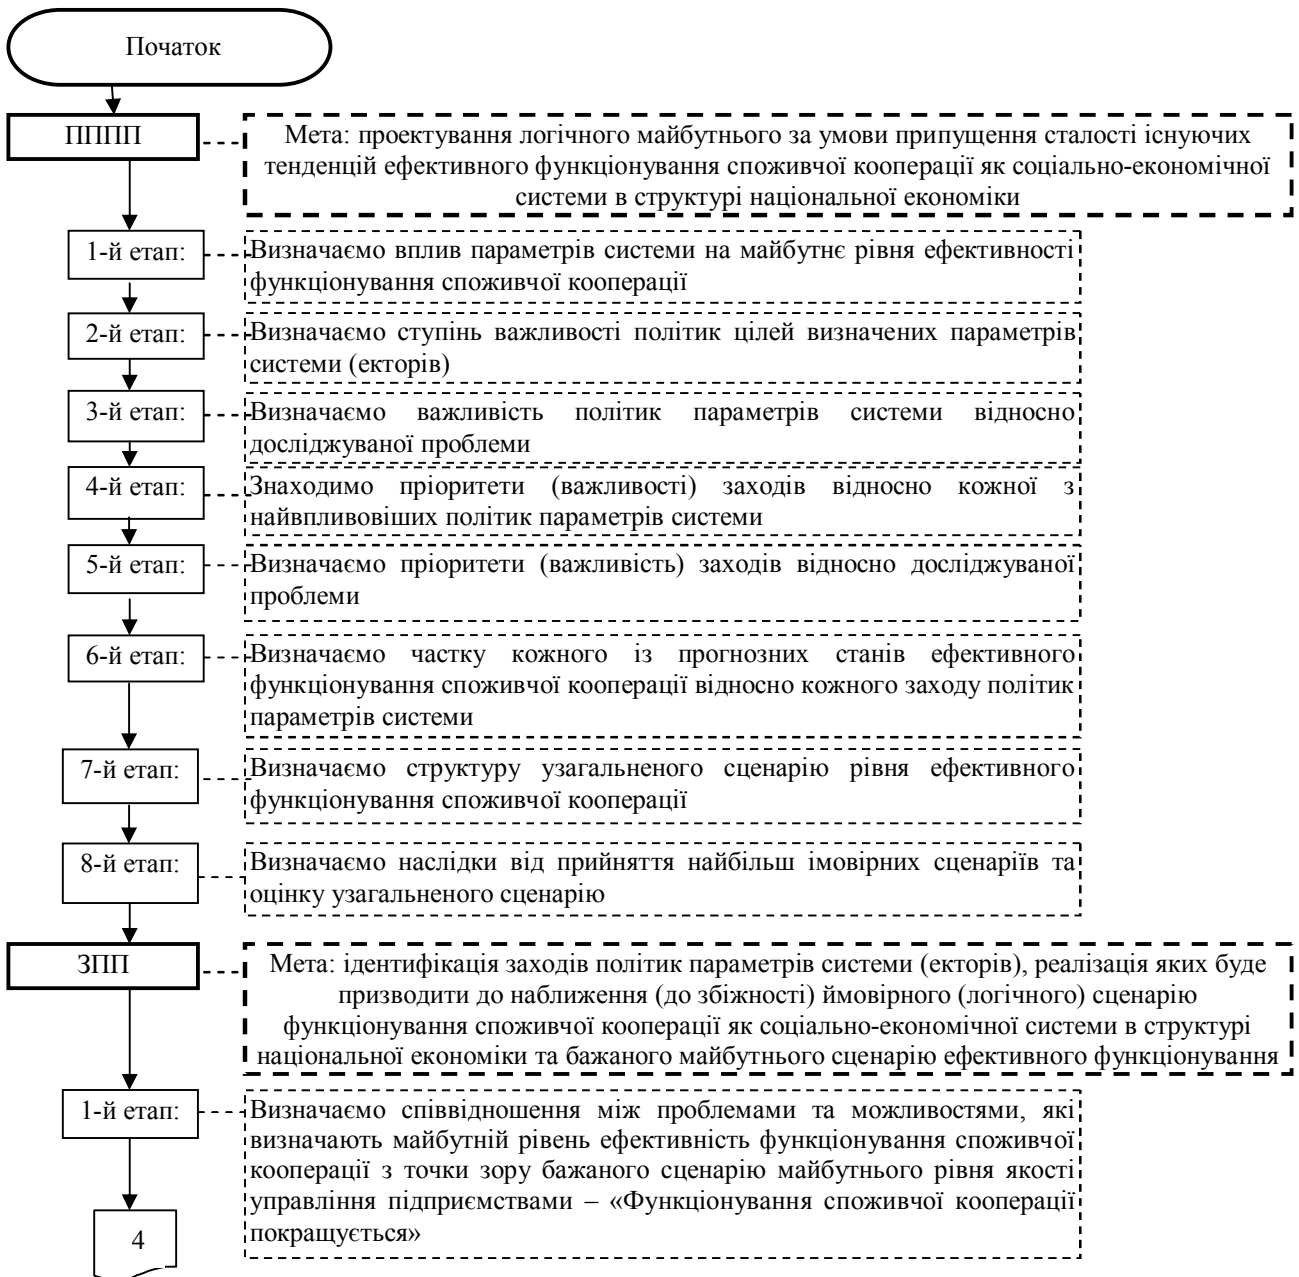 Початок
ПППП
Мета: проектування логічного майбутнього за умови припущення сталості існуючих
тенденцій ефективного функціонування споживчої кооперації як соціально-економічної
системи в структурі національної економіки
1-й етап:
Визначаємо вплив параметрів системи на майбутнє рівня ефективності
функціонування споживчої кооперації
2-й етап:
Визначаємо ступінь важливості політик цілей визначених параметрів
системи (екторів)
3-й етап:
Визначаємо важливість політик параметрів системи відносно
досліджуваної проблеми
4-й етап:
Знаходимо пріоритети (важливості) заходів відносно кожної з
найвпливовіших політик параметрів системи
5-й етап:
Визначаємо пріоритети (важливість) заходів відносно досліджуваної
проблеми
6-й етап:
Визначаємо частку кожного із прогнозних станів ефективного
функціонування споживчої кооперації відносно кожного заходу політик
параметрів системи
7-й етап:
Визначаємо структуру узагальненого сценарію рівня ефективного
функціонування споживчої кооперації
8-й етап:
Визначаємо наслідки від прийняття найбільш імовірних сценаріїв та
оцінку узагальненого сценарію
ЗПП
Мета: ідентифікація заходів політик параметрів системи (екторів), реалізація яких буде
призводити до наближення (до збіжності) ймовірного (логічного) сценарію
функціонування споживчої кооперації як соціально-економічної системи в структурі
національної економіки та бажаного майбутнього сценарію ефективного функціонування
1-й етап:
Визначаємо співвідношення між проблемами та можливостями, які
визначають майбутній рівень ефективність функціонування споживчої
кооперації з точки зору бажаного сценарію майбутнього рівня якості
управління підприємствами – «Функціонування споживчої кооперації
покращується»
4